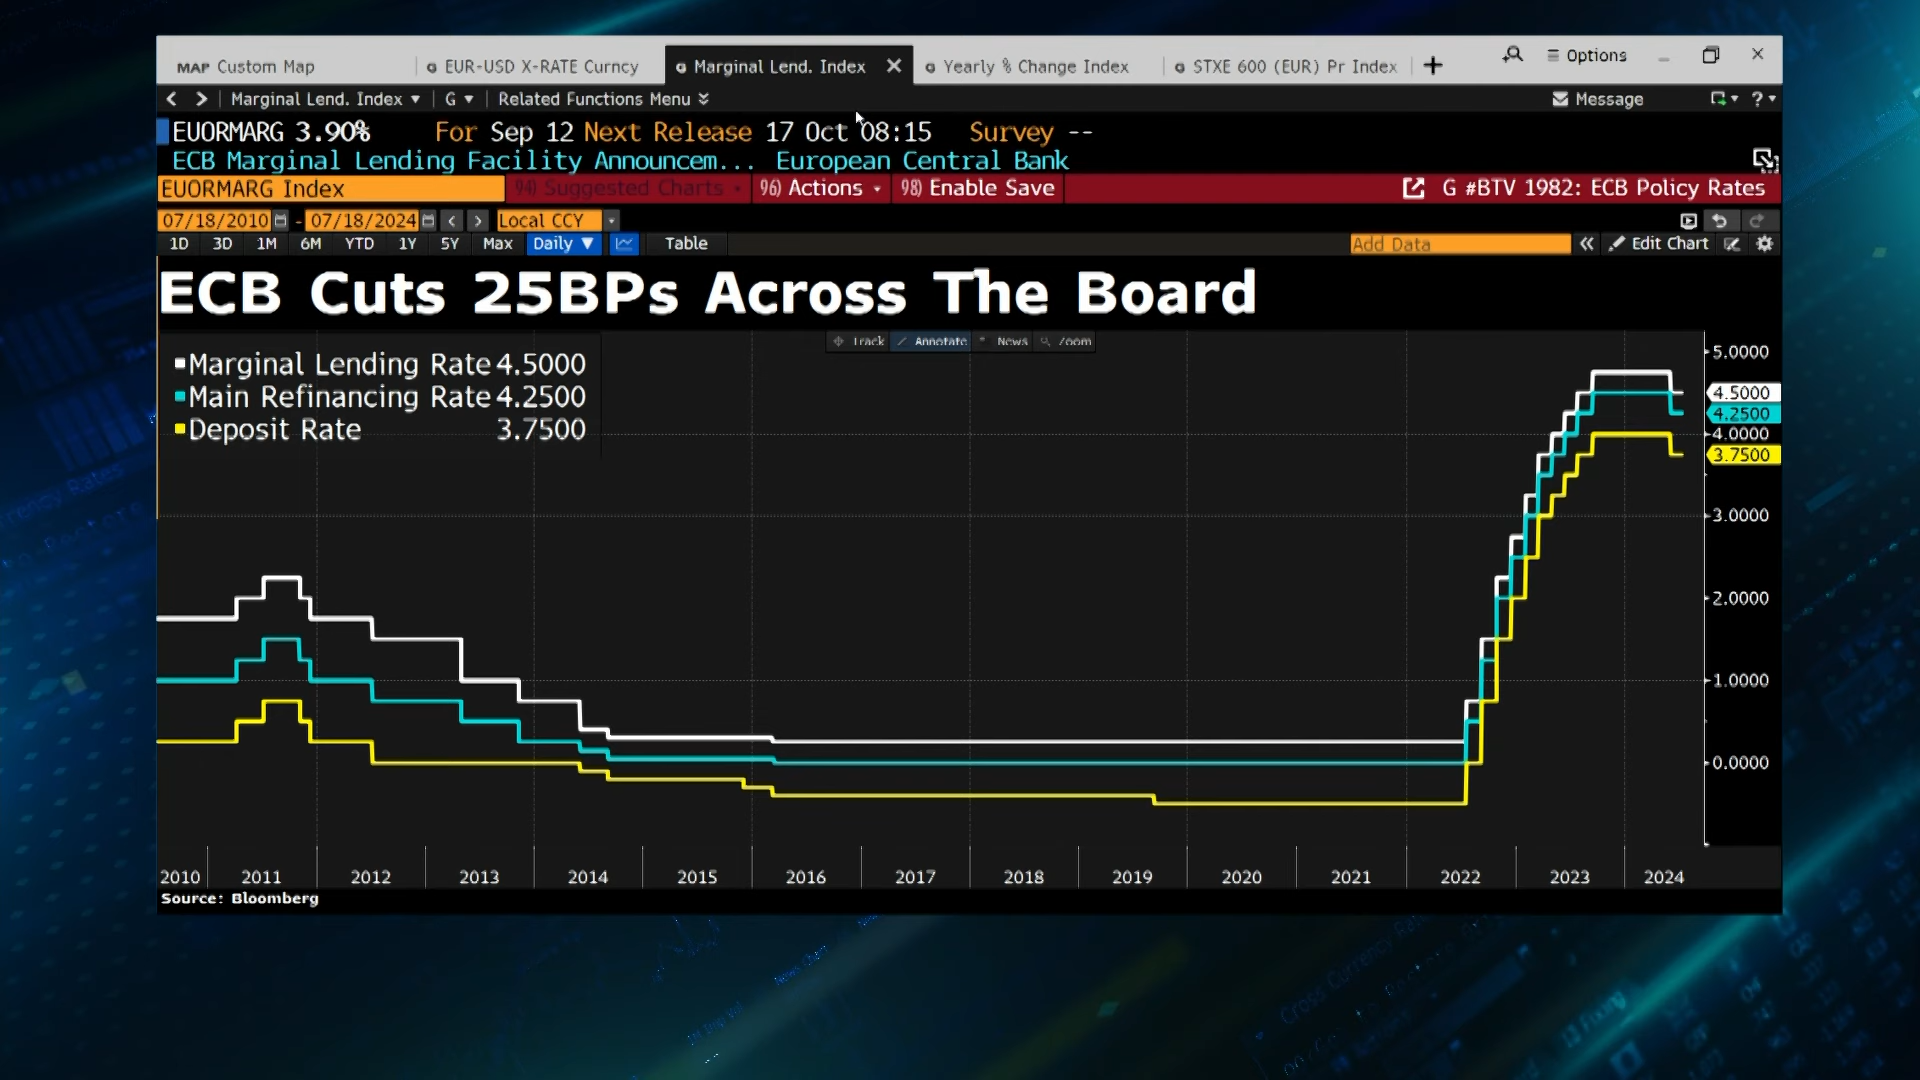 MAP Custom Map
G EUR-USD X-RATE Curncy
G Marginal Lend. Index
G Yearly % Change Index
G STXE 600 (EUR) Pr Index
Options
Marginal Lend. Index
G
Related Functions Menu
Message
?
EUORMARG 3.90% For Sep 12 Next Release 17 Oct 08:15 Survey --
ECB Marginal Lending Facility Announcem... European Central Bank
EUORMARG Index
94) Suggested Charts
96) Actions
98) Enable Save
G #BTV 1982: ECB Policy Rates
07/18/2010 - 07/18/2024
Local CCY
1D 3D 1M 6M YTD 1Y 5Y Max Daily Table
Add Data
Edit Chart
ECB Cuts 25BPs Across The Board
Track Annotate News Zoom
Marginal Lending Rate 4.5000
Main Refinancing Rate 4.2500
Deposit Rate 3.7500
5.0000
4.5000
4.2500
4.0000
3.7500
3.0000
2.0000
1.0000
0.0000
2010 2011 2012 2013 2014 2015 2016 2017 2018 2019 2020 2021 2022 2023 2024
Source: Bloomberg